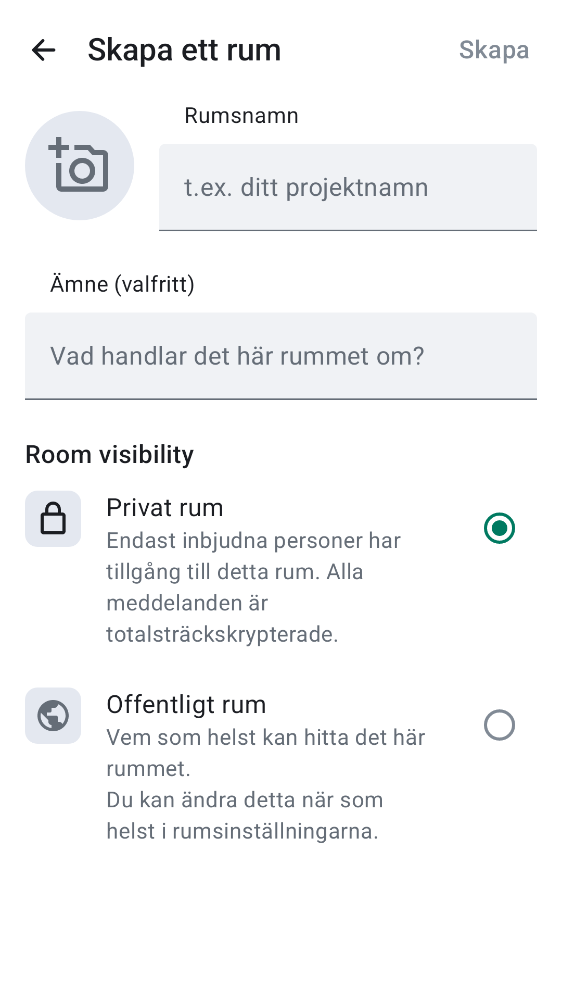 Skapa ett rum
Skapa
Rumsnamn
t.ex. ditt projektnamn
Ämne (valfritt)
Vad handlar det här rummet om?
Room visibility
Privat rum
Endast inbjudna personer har
tillgång till detta rum. Alla
meddelanden är
totalsträckskrypterade.
Offentligt rum
Vem som helst kan hitta det här
rummet.
Du kan ändra detta när som
helst i rumsinställningarna.